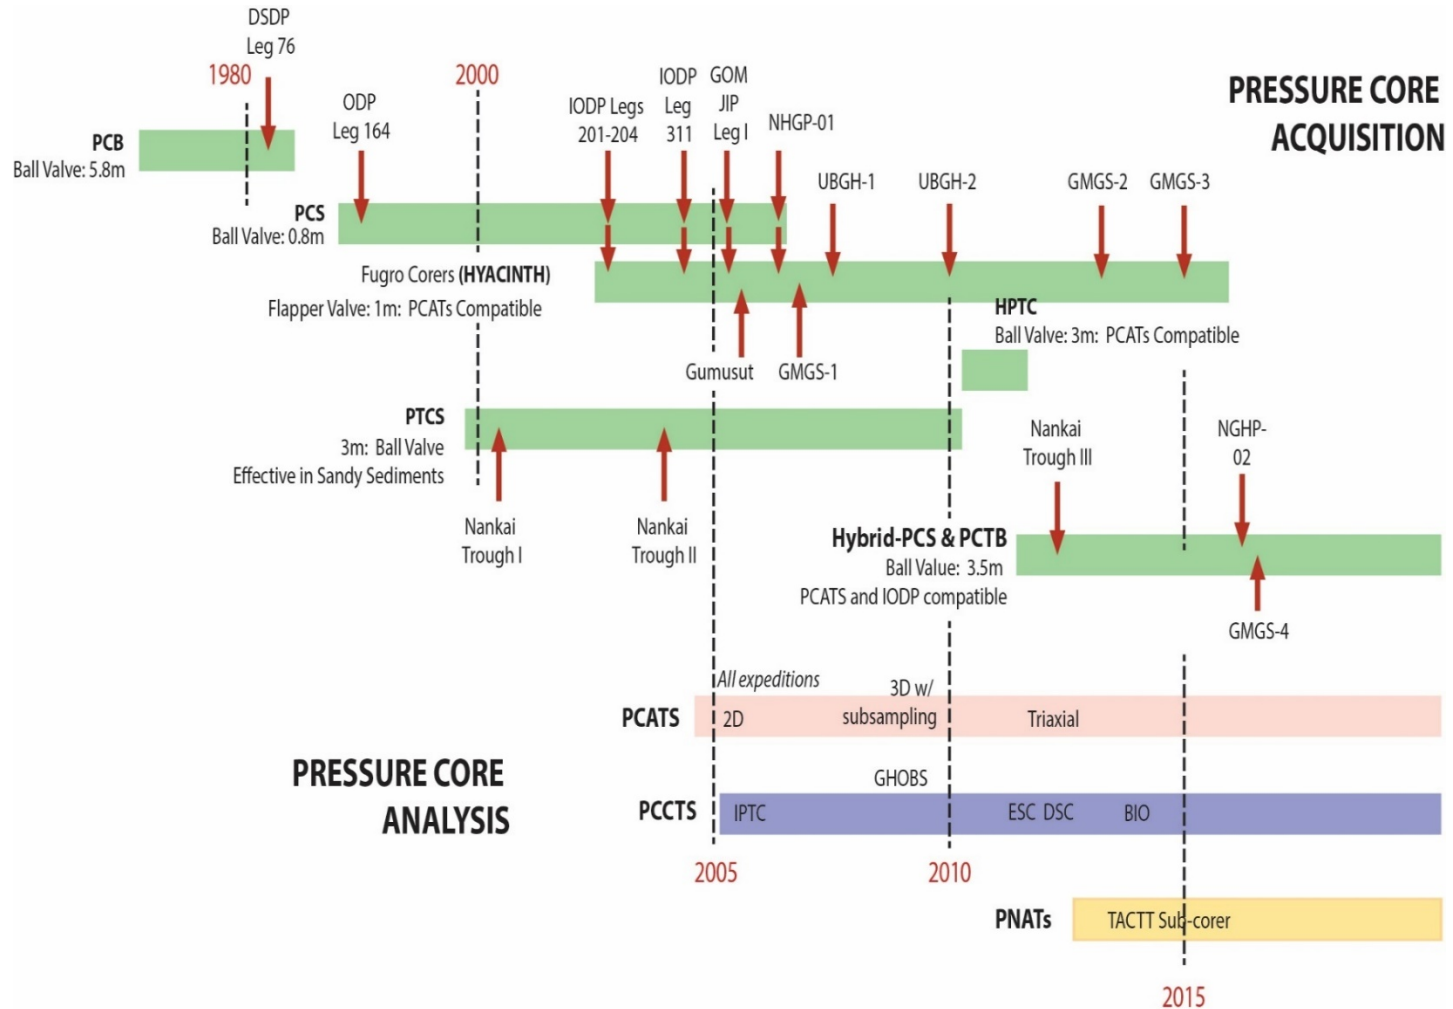 DSDP
Leg 76
1980
2000
PRESSURE CORE
ACQUISITION
ODP
Leg 164
IODP Legs
201-204
IODP
Leg
311
GOM
JIP
Leg I
NHGP-01
PCB
Ball Valve: 5.8m
UBGH-1
UBGH-2
GMGS-2
GMGS-3
PCS
Ball Valve: 0.8m
Fugro Corers (HYACINTH)
Flapper Valve: 1m: PCATs Compatible
HPTC
Ball Valve: 3m: PCATs Compatible
Gumusut
GMGS-1
PTCS
3m: Ball Valve
Effective in Sandy Sediments
Nankai
Trough I
Nankai
Trough II
Nankai
Trough III
NGHP-
02
Hybrid-PCS & PCTB
Ball Value: 3.5m
PCATS and IODP compatible
GMGS-4
All expeditions
PCATS
2D
3D w/
subsampling
Triaxial
PRESSURE CORE
ANALYSIS
GHOBS
PCCTS
IPTC
ESC DSC
BIO
2005
2010
PNATs
TACTT Sub-corer
2015